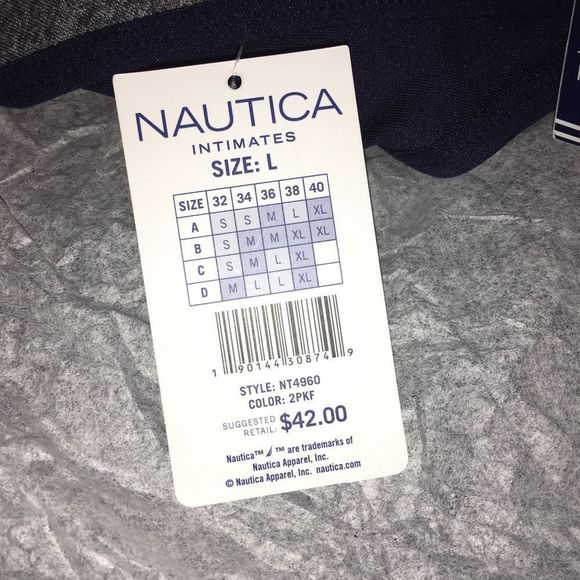 NAUTICA
INTIMATES
SIZE: L
SIZE 32 34 36 38 40
A S S M L XL
B S M M XL XL
C S M L XL
D M L L XL
1 90144 30874 9
STYLE: NT4960
COLOR: 2PKF
SUGGESTED RETAIL: $42.00
Nautica™ ™ are trademarks of
Nautica Apparel, Inc.
© Nautica Apparel, Inc. nautica.com